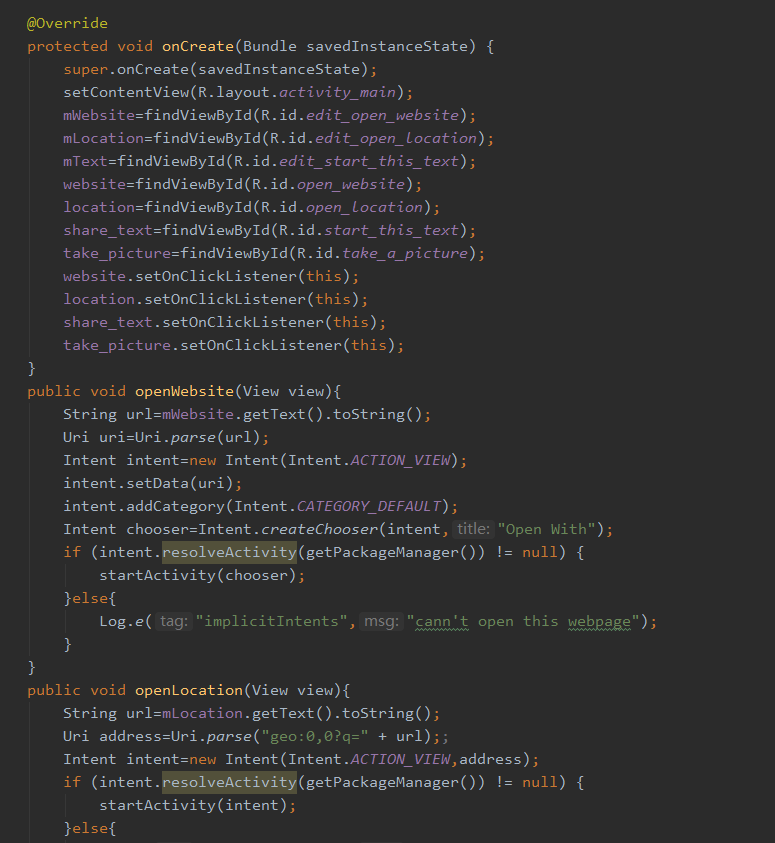 @Override
protected void onCreate(Bundle savedInstanceState) {
super.onCreate(savedInstanceState);
setContentView(R.layout.activity_main);
mWebsite=findViewById(R.id.edit_open_website);
mLocation=findViewById(R.id.edit_open_location);
mText=findViewById(R.id.edit_start_this_text);
website=findViewById(R.id.open_website);
location=findViewById(R.id.open_location);
share_text=findViewById(R.id.start_this_text);
take_picture=findViewById(R.id.take_a_picture);
website.setOnClickListener(this);
location.setOnClickListener(this);
share_text.setOnClickListener(this);
take_picture.setOnClickListener(this);
}
public void openWebsite(View view){
String url=mWebsite.getText().toString();
Uri uri=Uri.parse(url);
Intent intent=new Intent(Intent.ACTION_VIEW);
intent.setData(uri);
intent.addCategory(Intent.CATEGORY_DEFAULT);
Intent chooser=Intent.createChooser(intent, title: "Open With");
if (intent.resolveActivity(getPackageManager()) != null) {
startActivity(chooser);
}else{
Log.e( tag: "implicitIntents", msg: "cann't open this webpage");
}
}
public void openLocation(View view){
String url=mLocation.getText().toString();
Uri address=Uri.parse("geo:0,0?q=" + url);;
Intent intent=new Intent(Intent.ACTION_VIEW,address);
if (intent.resolveActivity(getPackageManager()) != null) {
startActivity(intent);
}else{